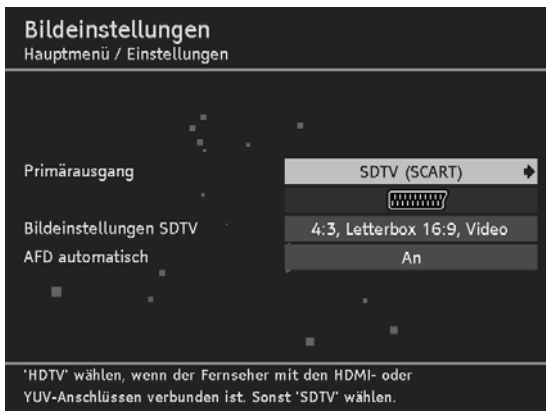 Bildeinstellungen
Hauptmenü / Einstellungen
Primärausgang SDTV (SCART)
Bildeinstellungen SDTV 4:3, Letterbox 16:9, Video
AFD automatisch An
'HDTV' wählen, wenn der Fernseher mit den HDMI- oder
YUV-Anschlüssen verbunden ist. Sonst 'SDTV' wählen.